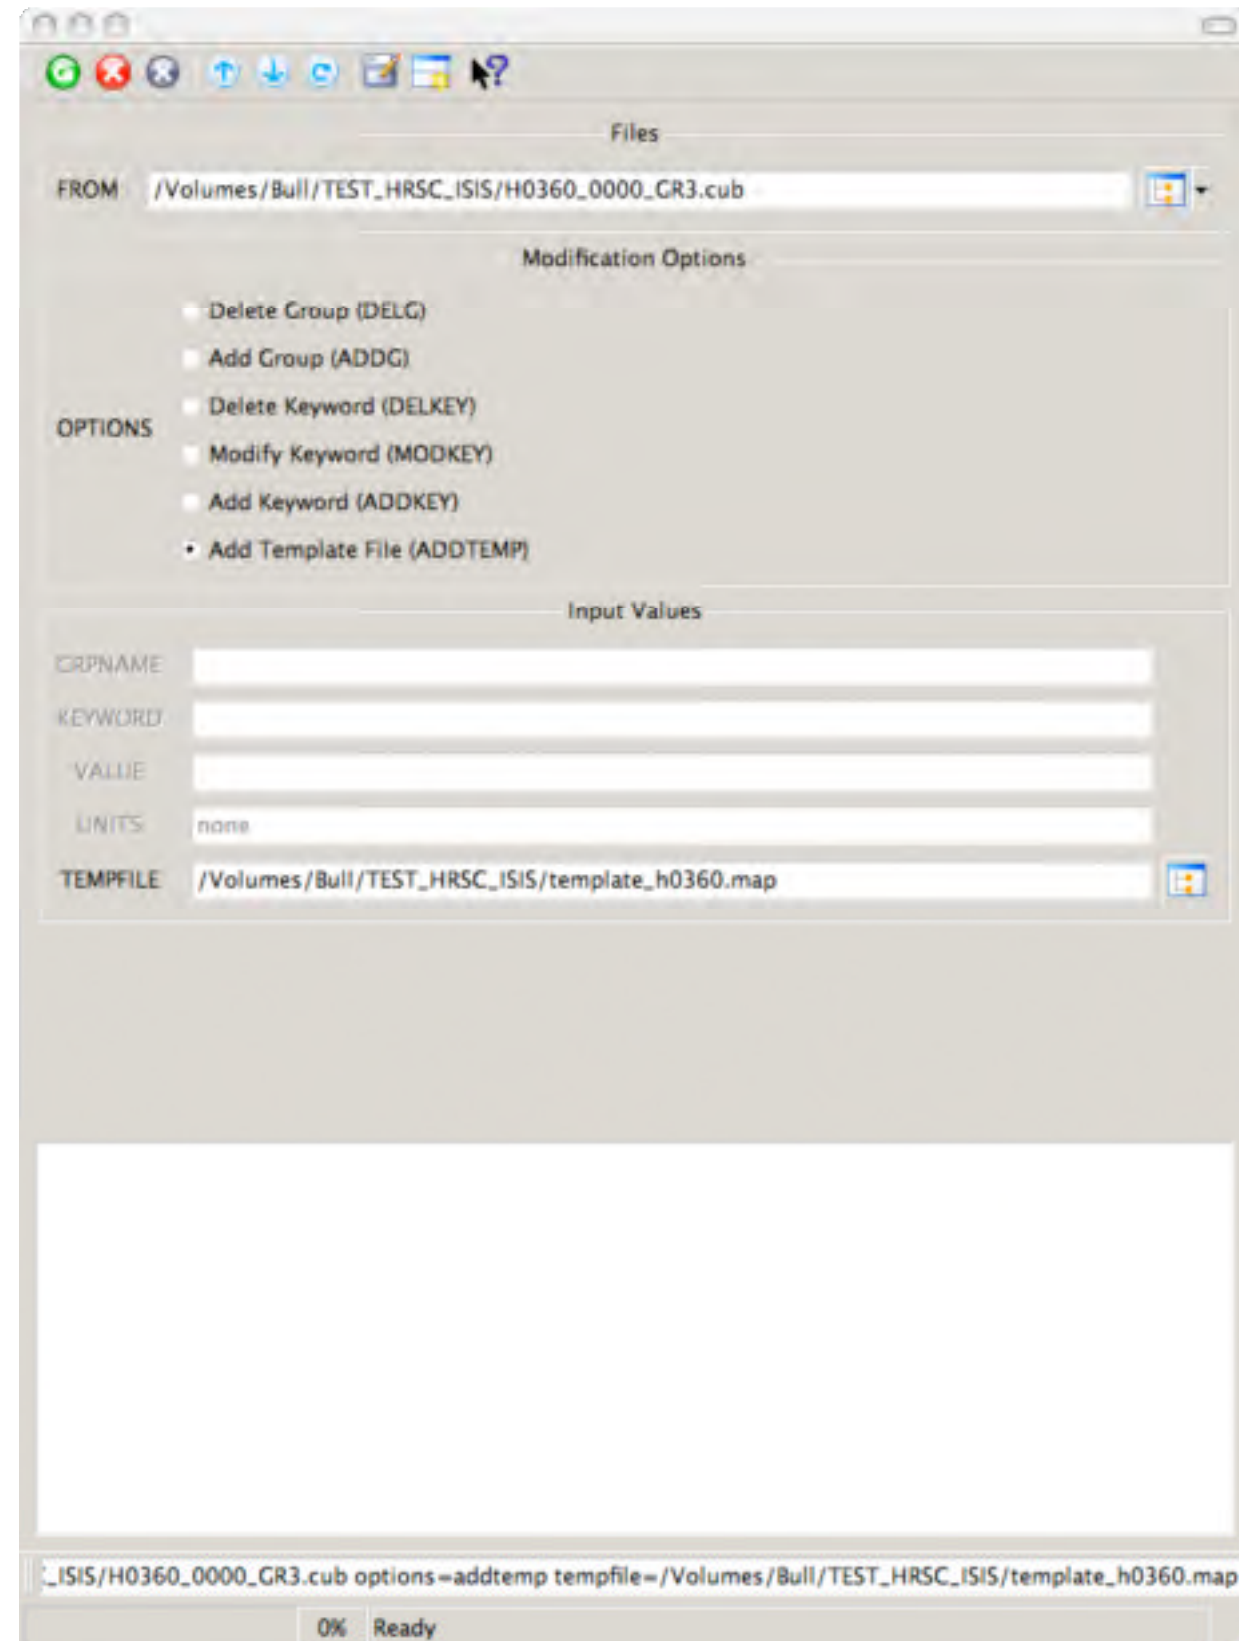 Files
FROM /Volumes/Bull/TEST_HRSC_ISIS/H0360_0000_GR3.cub
Modification Options
OPTIONS
Delete Group (DELG)
Add Group (ADDG)
Delete Keyword (DELKEY)
Modify Keyword (MODKEY)
Add Keyword (ADDKEY)
Add Template File (ADDTEMP)
Input Values
GRPNAME
KEYWORD
VALUE
UNITS none
TEMPFILE /Volumes/Bull/TEST_HRSC_ISIS/template_h0360.map
_ISIS/H0360_0000_GR3.cub options=addtemp tempfile=/Volumes/Bull/TEST_HRSC_ISIS/template_h0360.map
0% Ready